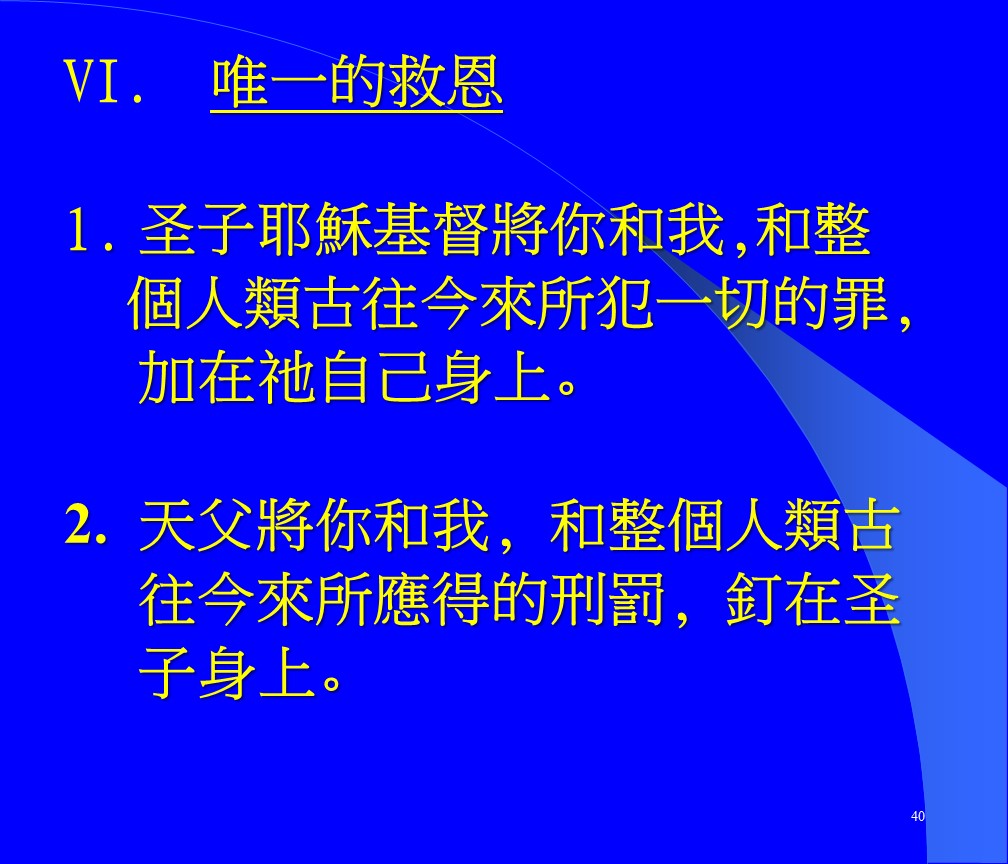 VI. 唯一的救恩
1. 圣子耶穌基督將你和我,和整
個人類古往今來所犯一切的罪,
加在祂自己身上。
2. 天父將你和我, 和整個人類古
往今來所應得的刑罰, 釘在圣
子身上。
40